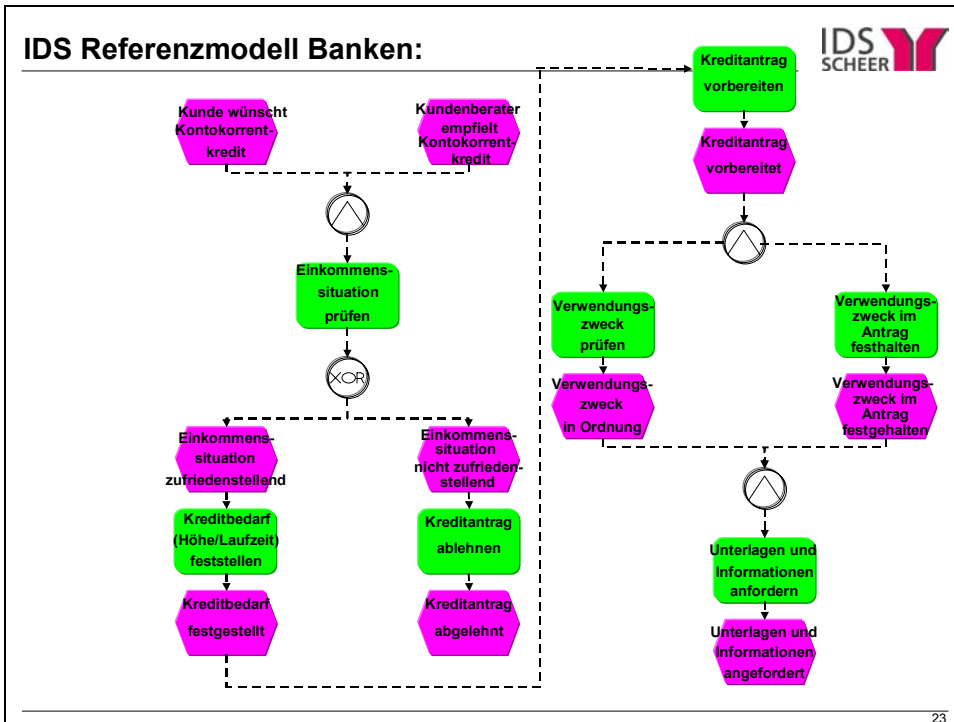 IDS Referenzmodell Banken:
IDS
SCHEER
Kunde wünscht
Kontokorrent-
kredit
Kundenberater
empfielt
Kontokorrent-
kredit
Einkommens-
situation
prüfen
XOR
Einkommens-
situation
zufriedenstellend
Einkommens-
situation
nicht zufrieden-
stellend
Kreditbedarf
(Höhe/Laufzeit)
feststellen
Kreditantrag
ablehnen
Kreditbedarf
festgestellt
Kreditantrag
abgelehnt
Kreditantrag
vorbereiten
Kreditantrag
vorbereitet
Verwendungs-
zweck
prüfen
Verwendungs-
zweck im
Antrag
festhalten
Verwendungs-
zweck
in Ordnung
Verwendungs-
zweck im
Antrag
festgehalten
Unterlagen und
Informationen
anfordern
Unterlagen und
Informationen
angefordert
23